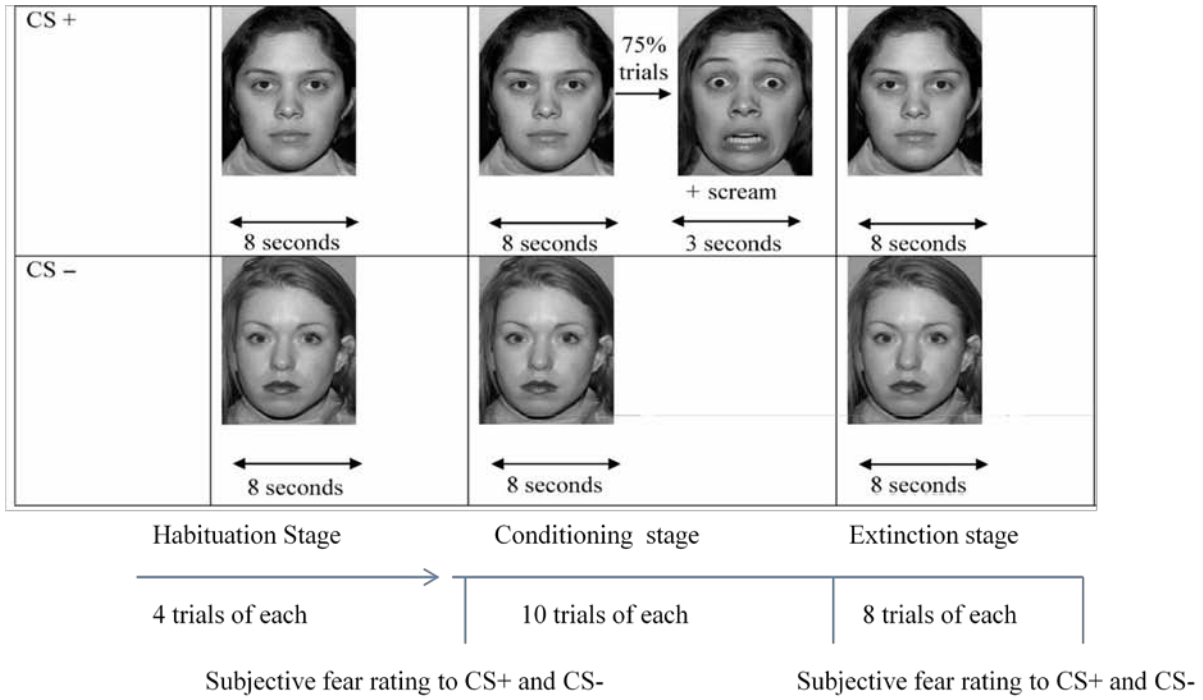 CS +
75%
trials
+ scream
8 seconds
8 seconds
3 seconds
8 seconds
CS –
8 seconds
8 seconds
8 seconds
Habituation Stage
Conditioning stage
Extinction stage
4 trials of each
10 trials of each
8 trials of each
Subjective fear rating to CS+ and CS-
Subjective fear rating to CS+ and CS-